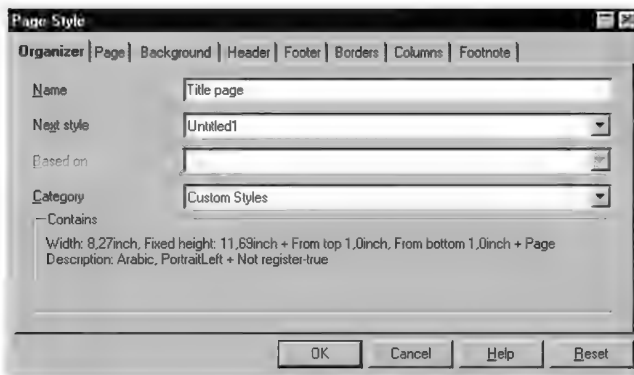 Page Style
Organizer Page Background Header Footer Borders Columns Footnote
Name Title page
Next style Untitled1
Based on
Category Custom Styles
Contains
Width: 8,27inch, Fixed height: 11,69inch + From top 1,0inch, From bottom 1,0inch + Page
Description: Arabic, PortraitLeft + Not register-true
OK Cancel Help Reset